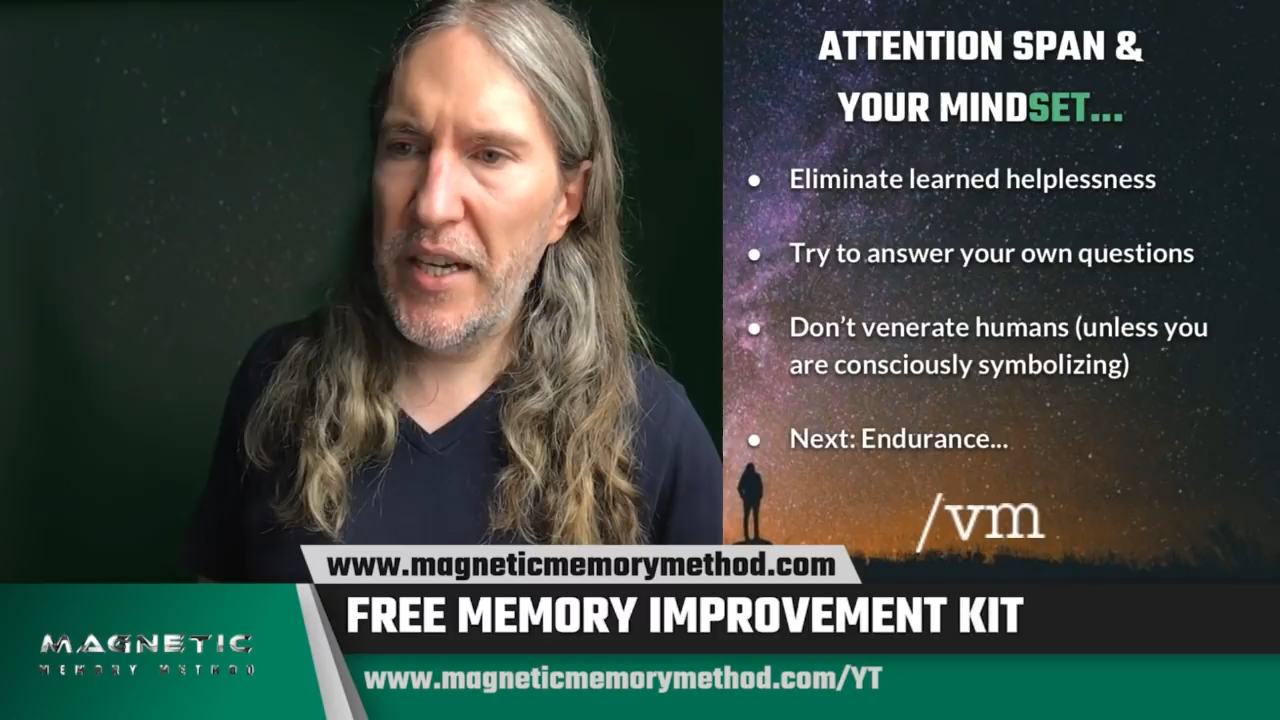 ATTENTION SPAN &
YOUR MINDSET...
● Eliminate learned helplessness
● Try to answer your own questions
● Don’t venerate humans (unless you
are consciously symbolizing)
● Next: Endurance...
/vm
www.magneticmemorymethod.com
FREE MEMORY IMPROVEMENT KIT
MAGNETIC
MEMORY METHOD
www.magneticmemorymethod.com/YT